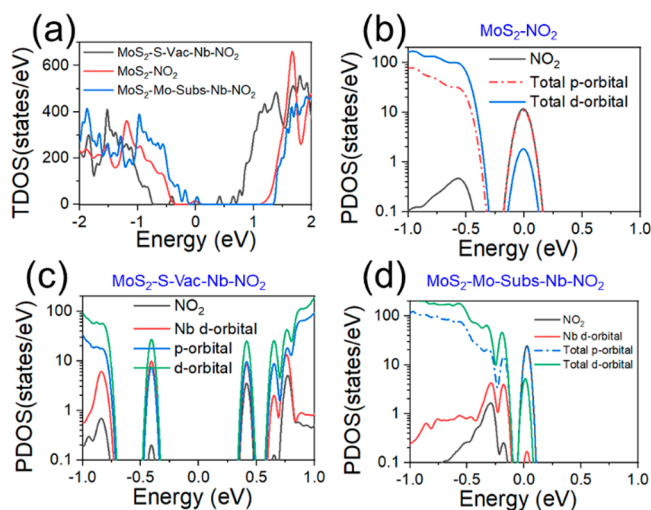 (a)
MoS₂-S-Vac-Nb-NO₂
MoS₂-NO₂
MoS₂-Mo-Subs-Nb-NO₂
TDOS(states/eV)
600
400
200
0
-2 -1 0 1 2
Energy (eV)
(b)
MoS₂-NO₂
NO₂
Total p-orbital
Total d-orbital
PDOS(states/eV)
100
10
1
0.1
-1.0 -0.5 0.0 0.5
Energy (eV)
(c)
MoS₂-S-Vac-Nb-NO₂
NO₂
Nb d-orbital
p-orbital
d-orbital
PDOS(states/eV)
100
10
1
0.1
-1.0 -0.5 0.0 0.5 1.0
Energy (eV)
(d)
MoS₂-Mo-Subs-Nb-NO₂
NO₂
Nb d-orbital
Total p-orbital
Total d-orbital
PDOS(states/eV)
100
10
1
0.1
-1.0 -0.5 0.0 0.5
Energy (eV)